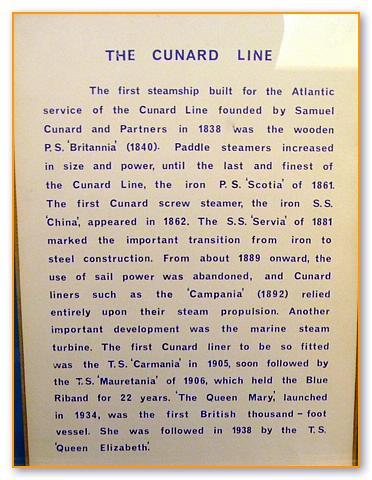 THE CUNARD LINE
The first steamship built for the Atlantic
service of the Cunard Line founded by Samuel
Cunard and Partners in 1838 was the wooden
P.S. 'Britannia' (1840). Paddle steamers increased
in size and power, until the last and finest of
the Cunard Line, the iron P.S. 'Scotia' of 1861.
The first Cunard screw steamer, the iron S.S.
'China', appeared in 1862. The S.S. 'Servia' of 1881
marked the important transition from iron to
steel construction. From about 1889 onward, the
use of sail power was abandoned, and Cunard
liners such as the 'Campania' (1892) relied
entirely upon their steam propulsion. Another
important development was the marine steam
turbine. The first Cunard liner to be so fitted
was the T.S. 'Carmania' in 1905, soon followed by
the T.S. 'Mauretania' of 1906, which held the Blue
Riband for 22 years. 'The Queen Mary', launched
in 1934, was the first British thousand-foot
vessel. She was followed in 1938 by the T.S.
'Queen Elizabeth'.